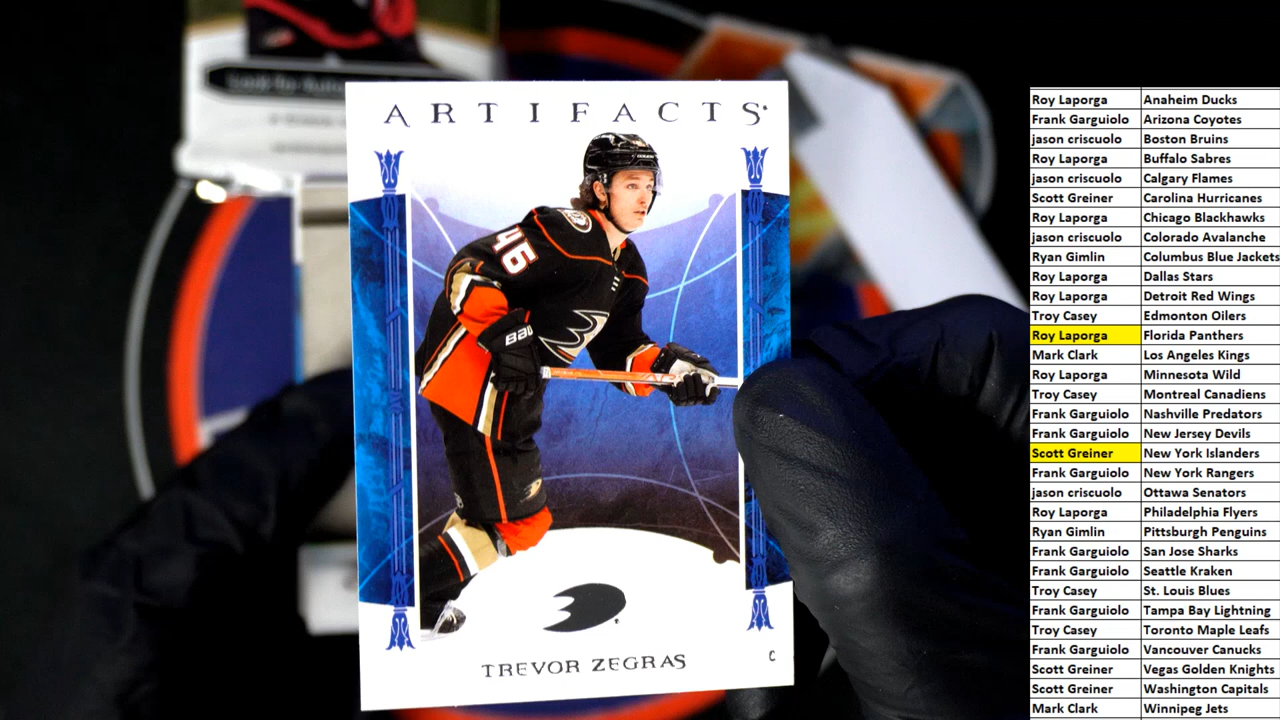 ARTIFACTS
46
BAU
TREVOR ZEGRAS
C
Roy Laporga Anaheim Ducks
Frank Garguiolo Arizona Coyotes
jason criscuolo Boston Bruins
Roy Laporga Buffalo Sabres
jason criscuolo Calgary Flames
Scott Greiner Carolina Hurricanes
Roy Laporga Chicago Blackhawks
jason criscuolo Colorado Avalanche
Ryan Gimlin Columbus Blue Jackets
Roy Laporga Dallas Stars
Roy Laporga Detroit Red Wings
Troy Casey Edmonton Oilers
Roy Laporga Florida Panthers
Mark Clark Los Angeles Kings
Roy Laporga Minnesota Wild
Troy Casey Montreal Canadiens
Frank Garguiolo Nashville Predators
Frank Garguiolo New Jersey Devils
Scott Greiner New York Islanders
Frank Garguiolo New York Rangers
jason criscuolo Ottawa Senators
Roy Laporga Philadelphia Flyers
Ryan Gimlin Pittsburgh Penguins
Frank Garguiolo San Jose Sharks
Frank Garguiolo Seattle Kraken
Troy Casey St. Louis Blues
Frank Garguiolo Tampa Bay Lightning
Troy Casey Toronto Maple Leafs
Frank Garguiolo Vancouver Canucks
Scott Greiner Vegas Golden Knights
Scott Greiner Washington Capitals
Mark Clark Winnipeg Jets